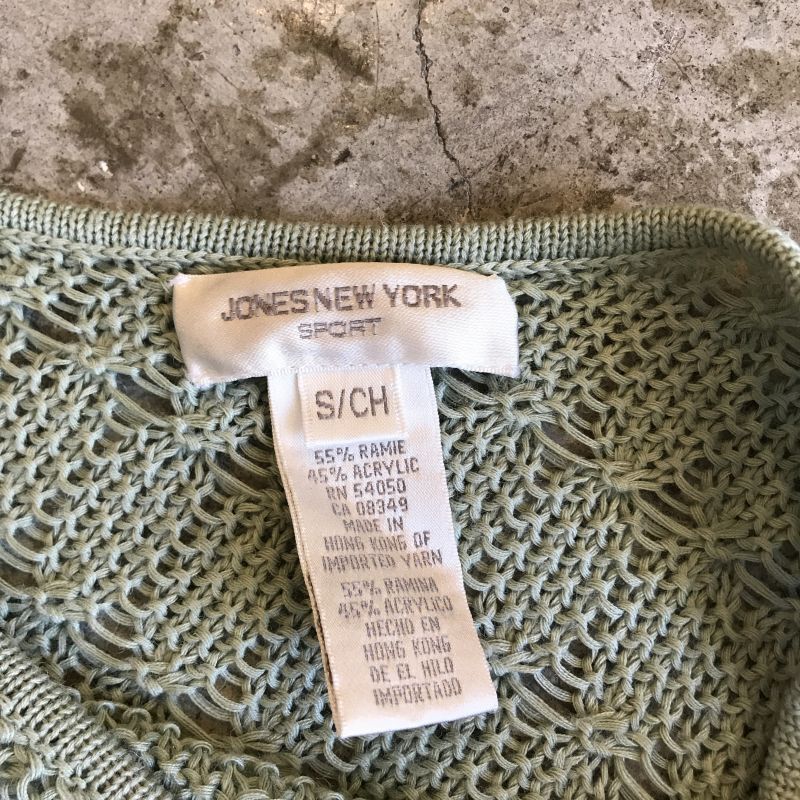 JONES NEW YORK
SPORT
S/CH
55% RAMIE
45% ACRYLIC
RN 54050
CA 08349
MADE IN
HONG KONG OF
IMPORTED YARN
55% RAMINA
45% ACRYLICO
HECHO EN
HONG KONG
DE EL HILO
IMPORTADO